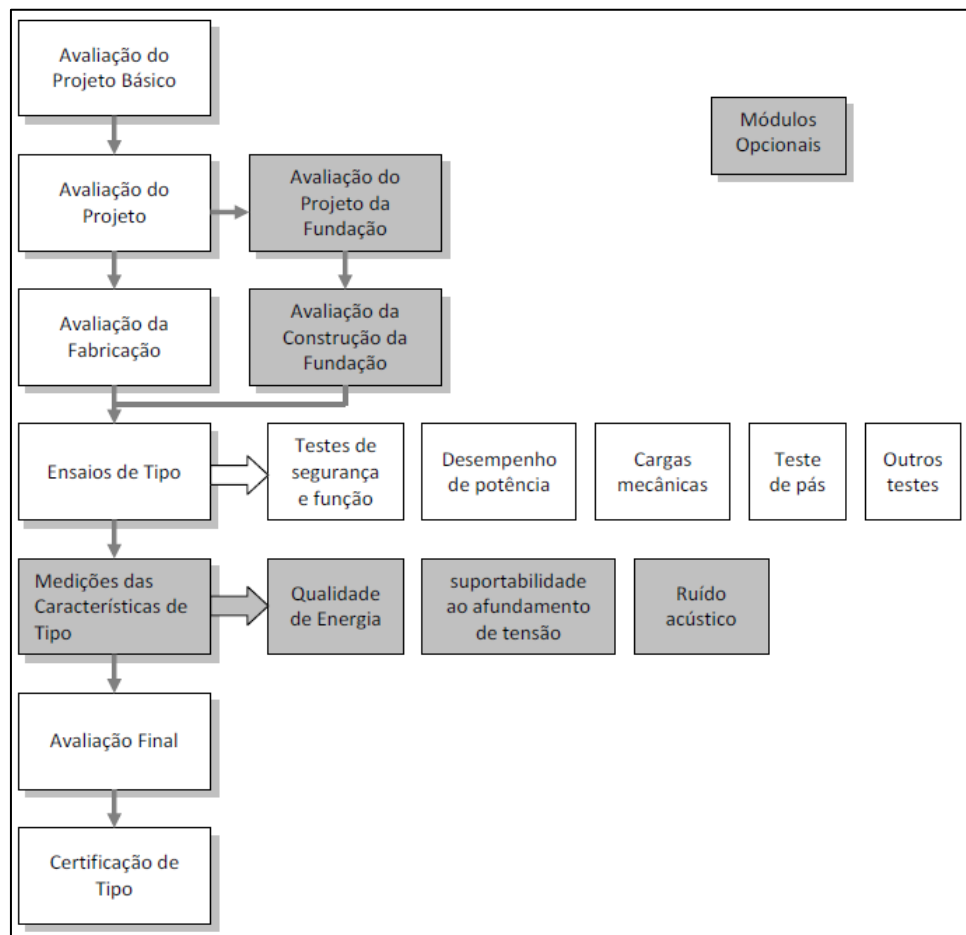 Avaliação do
Projeto Básico
Módulos
Opcionais
Avaliação do
Projeto
Avaliação do
Projeto da
Fundação
Avaliação da
Fabricação
Avaliação da
Construção da
Fundação
Ensaios de Tipo
Testes de
segurança
e função
Desempenho
de potência
Cargas
mecânicas
Teste
de pás
Outros
testes
Medições das
Características de
Tipo
Qualidade
de Energia
suportabilidade
ao afundamento
de tensão
Ruído
acústico
Avaliação Final
Certificação de
Tipo